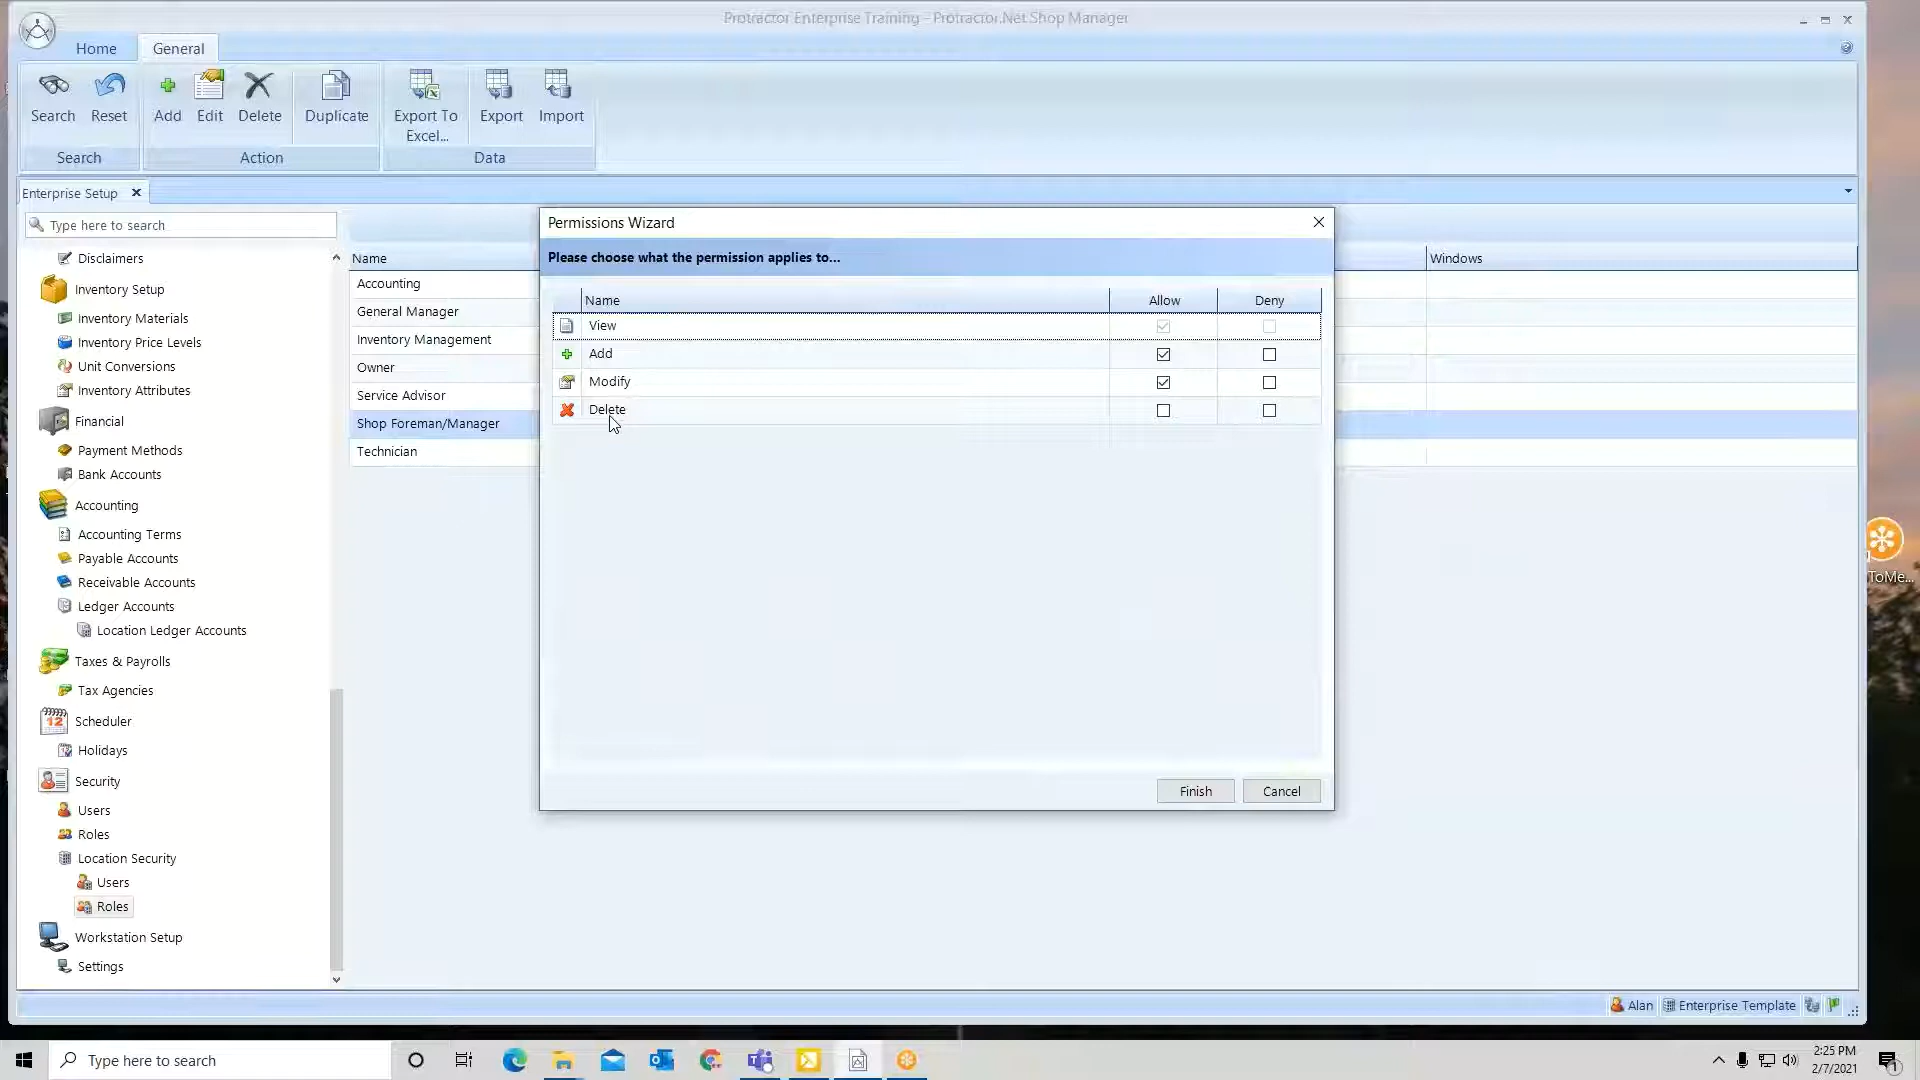 Protractor Enterprise Training - Protractor.Net Shop Manager
Home General
Search Reset Add Edit Delete Duplicate Export To Excel... Export Import
Search Action Data
Enterprise Setup
Type here to search
Disclaimers
Inventory Setup
Inventory Materials
Inventory Price Levels
Unit Conversions
Inventory Attributes
Financial
Payment Methods
Bank Accounts
Accounting
Accounting Terms
Payable Accounts
Receivable Accounts
Ledger Accounts
Location Ledger Accounts
Taxes & Payrolls
Tax Agencies
Scheduler
Holidays
Security
Users
Roles
Location Security
Users
Roles
Workstation Setup
Settings
Name Windows
Accounting
General Manager
Inventory Management
Owner
Service Advisor
Shop Foreman/Manager
Technician
Permissions Wizard
Please choose what the permission applies to...
Name Allow Deny
View
Add
Modify
Delete
Finish Cancel
ToMe...
Alan Enterprise Template
Type here to search
2:25 PM
2/7/2021